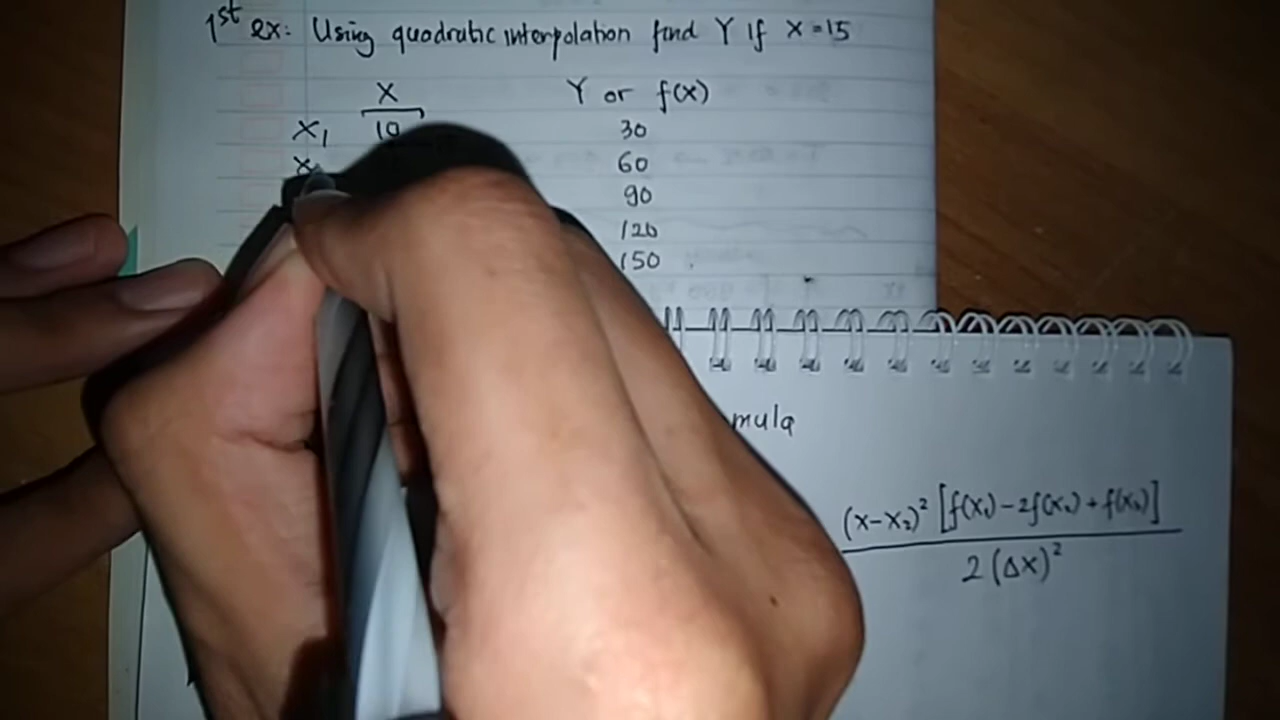 1st ex: Using quadratic interpolation find Y if X = 15
X Y or f(x)
X₁ 10 30
X 60
90
120
150
mula
(x-x₂)² [f(x₁) - 2f(x₂) + f(x₃)]
2 (Δx)²